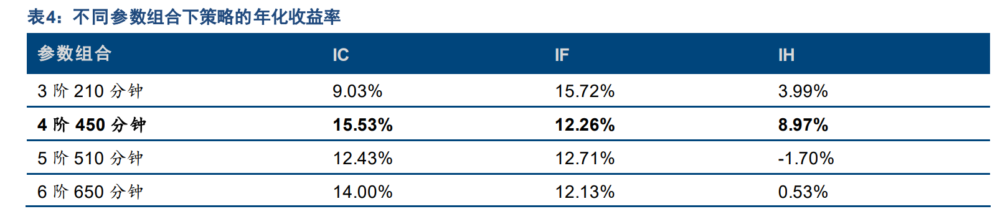 表4：不同参数组合下策略的年化收益率
参数组合 IC IF IH
3 阶 210 分钟 9.03% 15.72% 3.99%
4 阶 450 分钟 15.53% 12.26% 8.97%
5 阶 510 分钟 12.43% 12.71% -1.70%
6 阶 650 分钟 14.00% 12.13% 0.53%